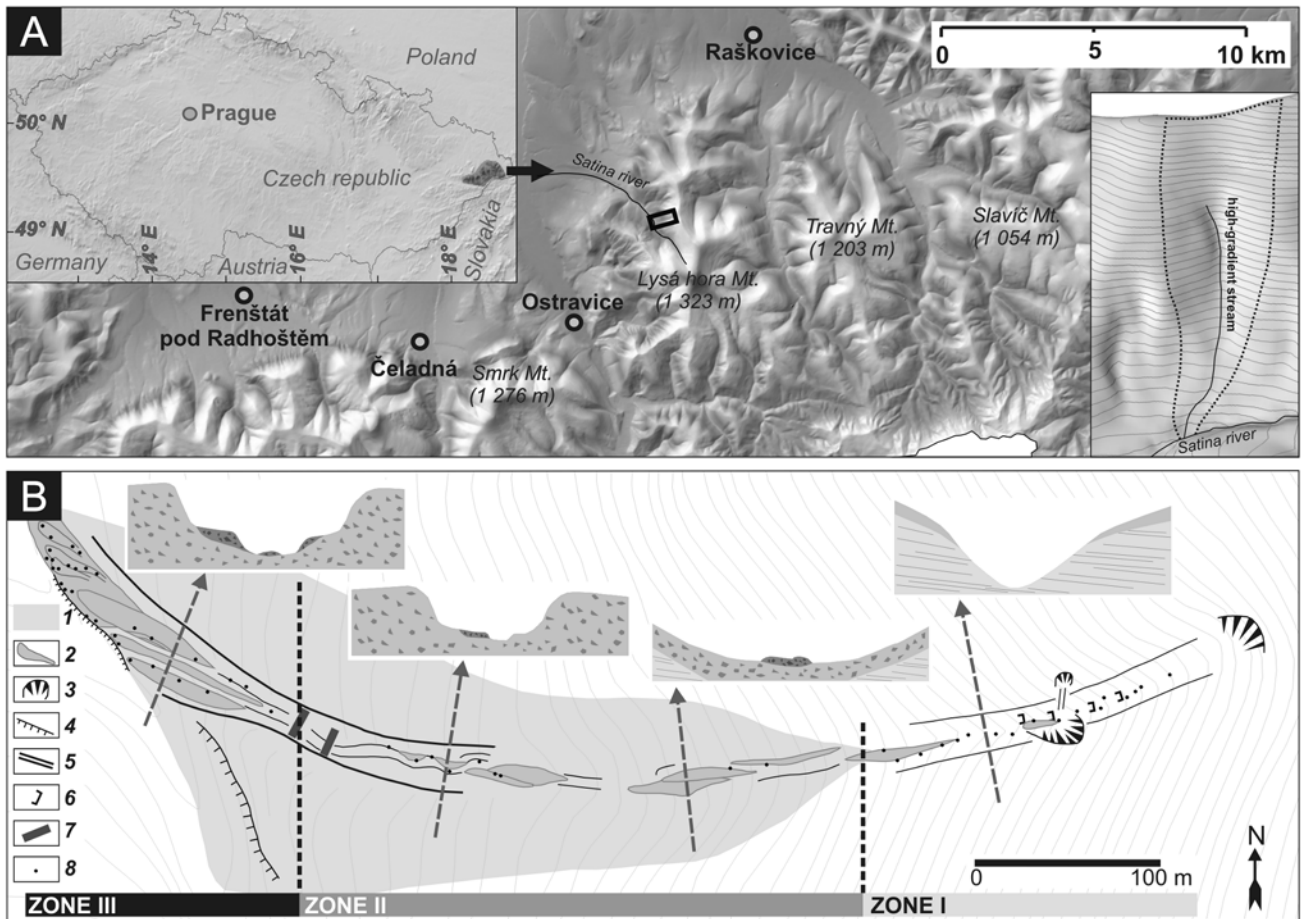 A
Poland
50° N
Prague
Czech republic
49° N
Germany
14° E
Austria
16° E
18° E
Slovakia
Raškovice
0 5 10 km
Satina river
Travný Mt.
(1 203 m)
Slavíč Mt.
(1 054 m)
Lysá hora Mt.
(1 323 m)
Ostravice
Frenštát
pod Radhoštěm
Čeladná
Smrk Mt.
(1 276 m)
high-gradient stream
Satina river
B
1
2
3
4
5
6
7
8
N
0 100 m
ZONE III
ZONE II
ZONE I